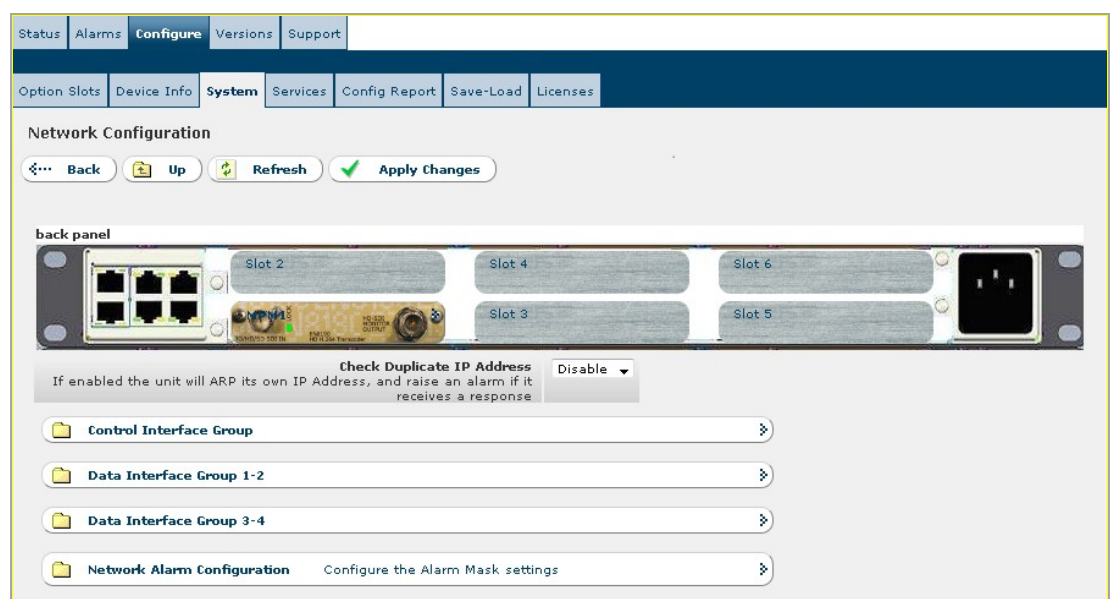 Status Alarms Configure Versions Support
Option Slots Device Info System Services Config Report Save-Load Licenses
Network Configuration
Back Up Refresh Apply Changes
back panel
Slot 2 Slot 4 Slot 6
Slot 3 Slot 5
HD-SDI
MONITOR
OUTPUT
Check Duplicate IP Address Disable
If enabled the unit will ARP its own IP Address, and raise an alarm if it
receives a response
Control Interface Group
Data Interface Group 1-2
Data Interface Group 3-4
Network Alarm Configuration Configure the Alarm Mask settings